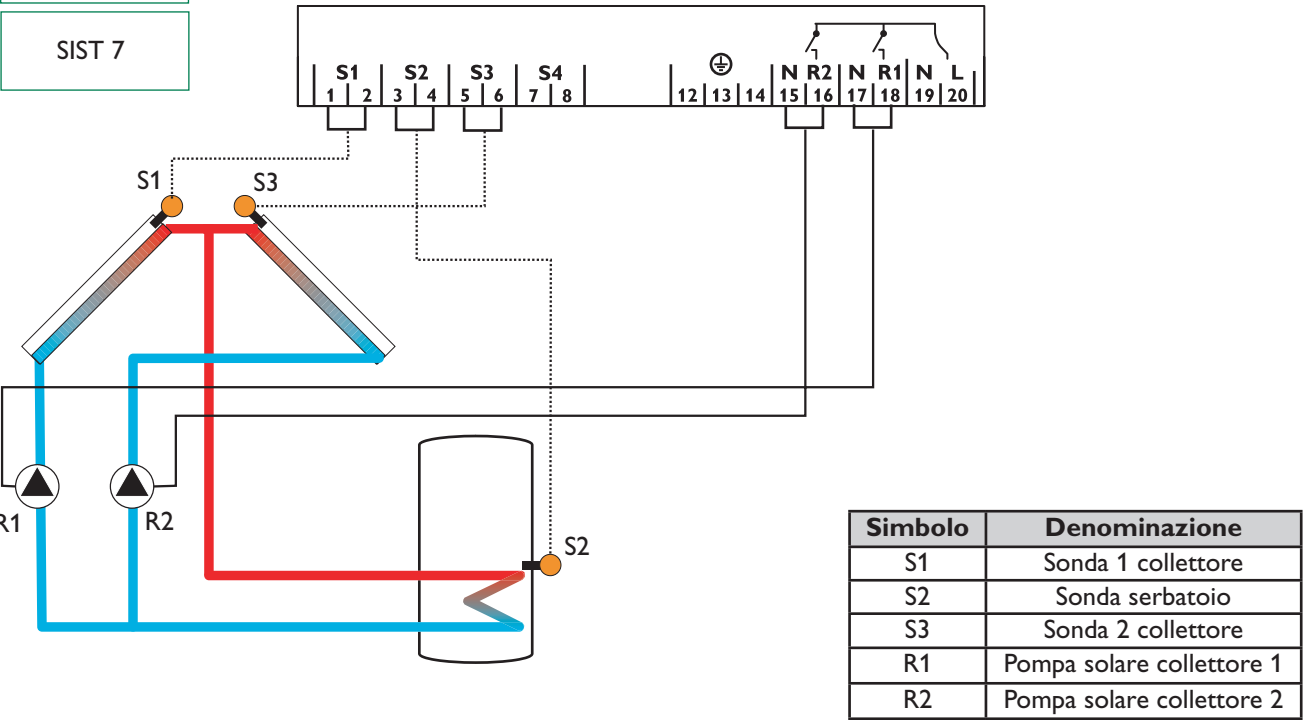 SIST 7
S1 S2 S3 S4 N R2 N R1 N L
1 2 3 4 5 6 7 8 12 13 14 15 16 17 18 19 20
S1 S3
R1 R2
S2
Simbolo Denominazione
S1 Sonda 1 collettore
S2 Sonda serbatoio
S3 Sonda 2 collettore
R1 Pompa solare collettore 1
R2 Pompa solare collettore 2